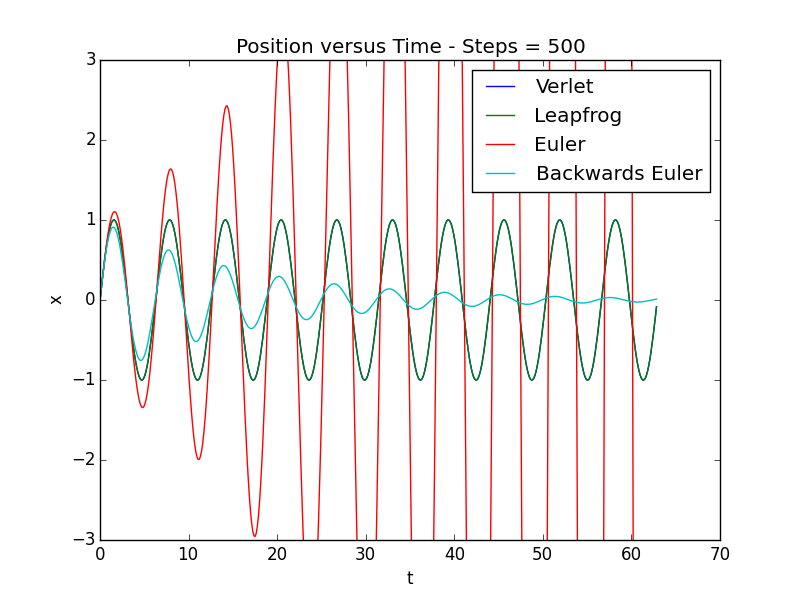 Position versus Time - Steps = 500
Verlet
Leapfrog
Euler
Backwards Euler
3
2
1
0
−1
−2
−3
x
0 10 20 30 40 50 60 70
t